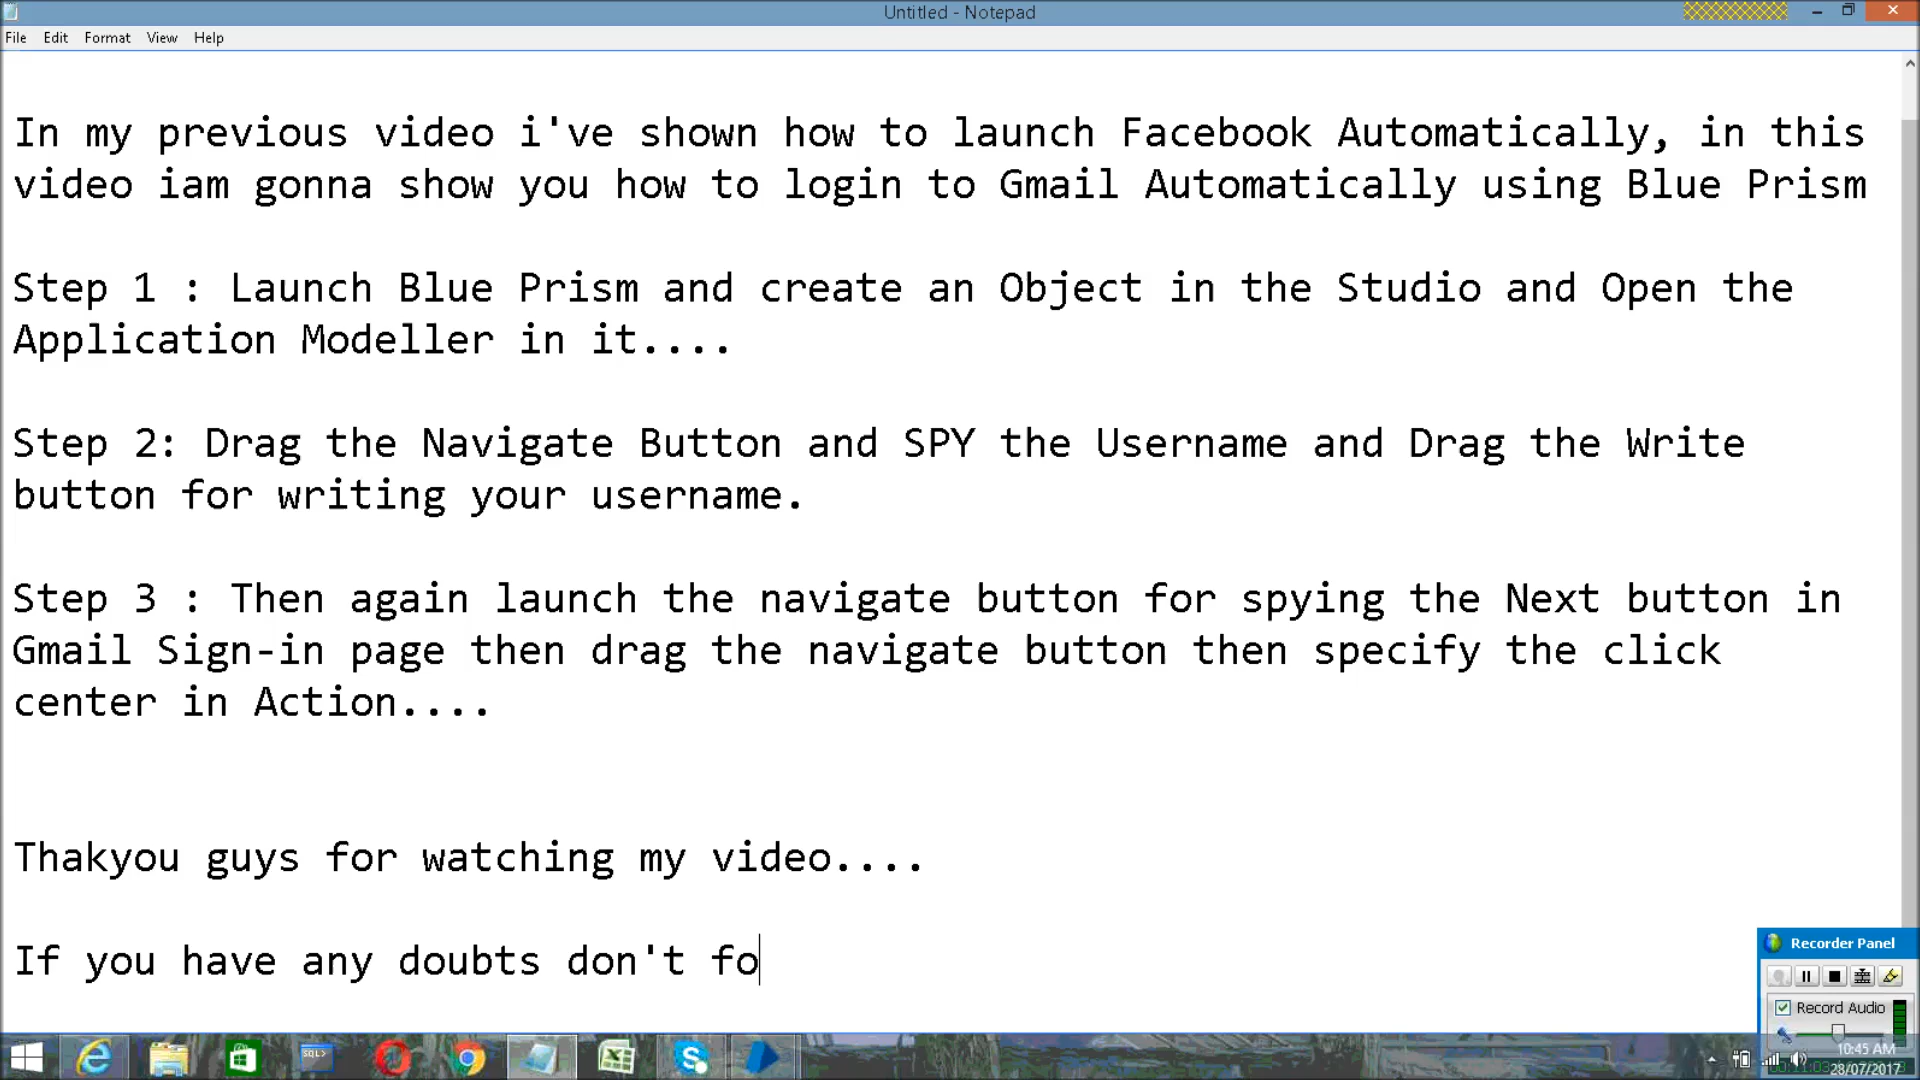 Untitled - Notepad
File Edit Format View Help
In my previous video i've shown how to launch Facebook Automatically, in this
video iam gonna show you how to login to Gmail Automatically using Blue Prism
Step 1 : Launch Blue Prism and create an Object in the Studio and Open the
Application Modeller in it....
Step 2: Drag the Navigate Button and SPY the Username and Drag the Write
button for writing your username.
Step 3 : Then again launch the navigate button for spying the Next button in
Gmail Sign-in page then drag the navigate button then specify the click
center in Action....
Thakyou guys for watching my video....
If you have any doubts don't fo
Recorder Panel
Record Audio
SQL>
10:45 AM
28/07/2017